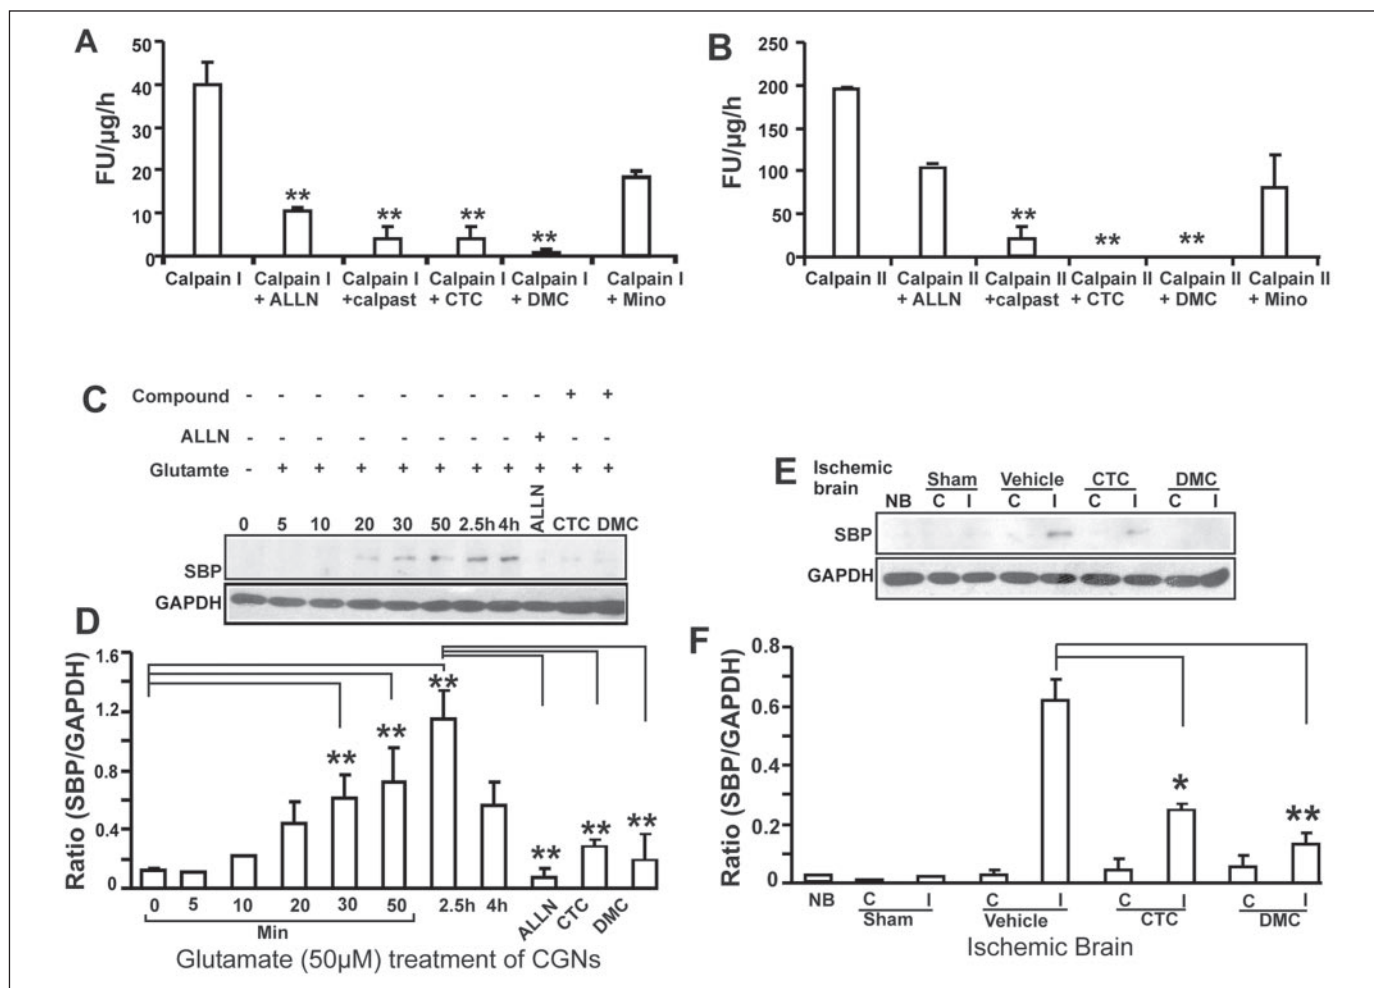 A
50
40
30
20
10
0
FU/µg/h
**
**
**
**
Calpain I
Calpain I
Calpain I
Calpain I
Calpain I
Calpain I
+ ALLN
+calpast
+ CTC
+ DMC
+ Mino
B
250
200
150
100
50
0
FU/µg/h
**
**
**
Calpain II
Calpain II
Calpain II
Calpain II
Calpain II
Calpain II
+ ALLN
+calpast
+ CTC
+ DMC
+ Mino
C
Compound - - - - - - - - - + +
ALLN - - - - - - - - + - -
Glutamte - + + + + + + + + + +
0 5 10 20 30 50 2.5h 4h ALLN CTC DMC
SBP
GAPDH
D
Ratio (SBP/GAPDH)
1.6
1.2
0.8
0.4
0
**
**
**
**
**
**
0 5 10 20 30 50 2.5h 4h ALLN CTC DMC
Min
Glutamate (50µM) treatment of CGNs
E
Ischemic
brain
Sham Vehicle CTC DMC
NB C I C I C I C I
SBP
GAPDH
F
Ratio (SBP/GAPDH)
0.8
0.6
0.4
0.2
0
*
**
NB C I C I C I C I
Sham Vehicle CTC DMC
Ischemic Brain